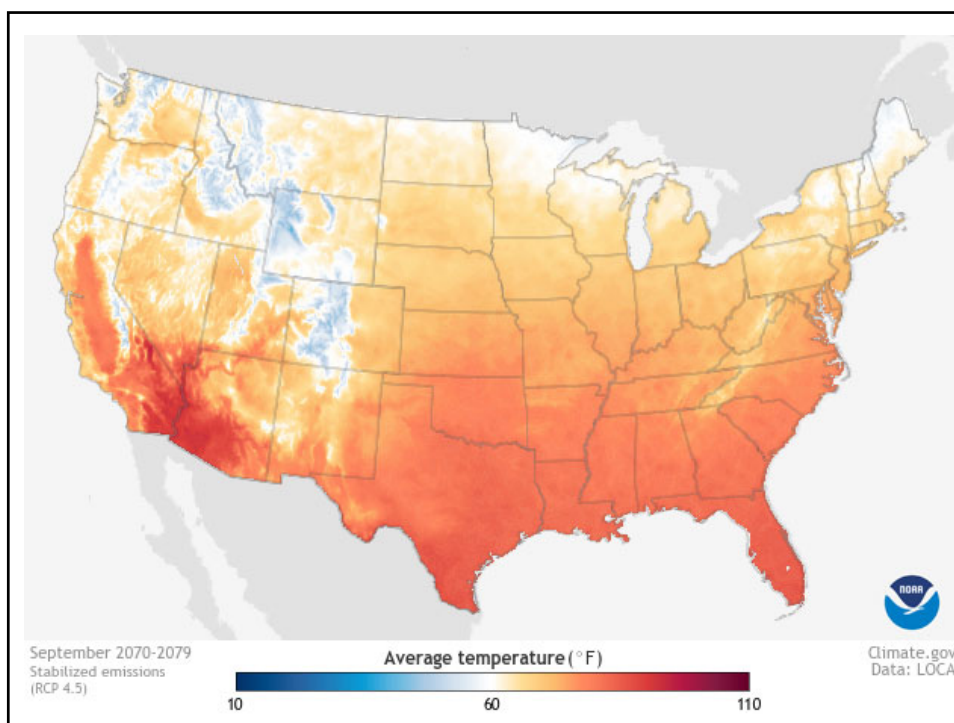 NOAA
September 2070-2079
Stabilized emissions
(RCP 4.5)
Average temperature (°F)
10
60
110
Climate.gov
Data: LOCA